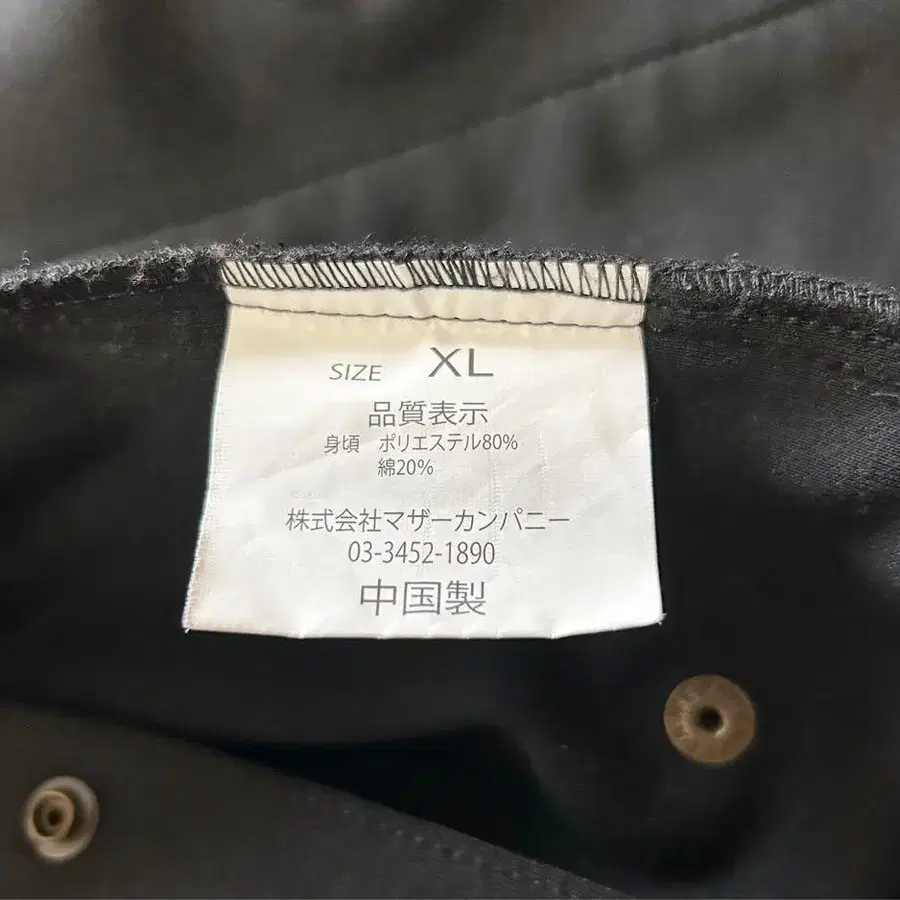 SIZE XL
品質表示
身頃 ポリエステル80%
綿20%
株式会社マザーカンパニー
03-3452-1890
中国製